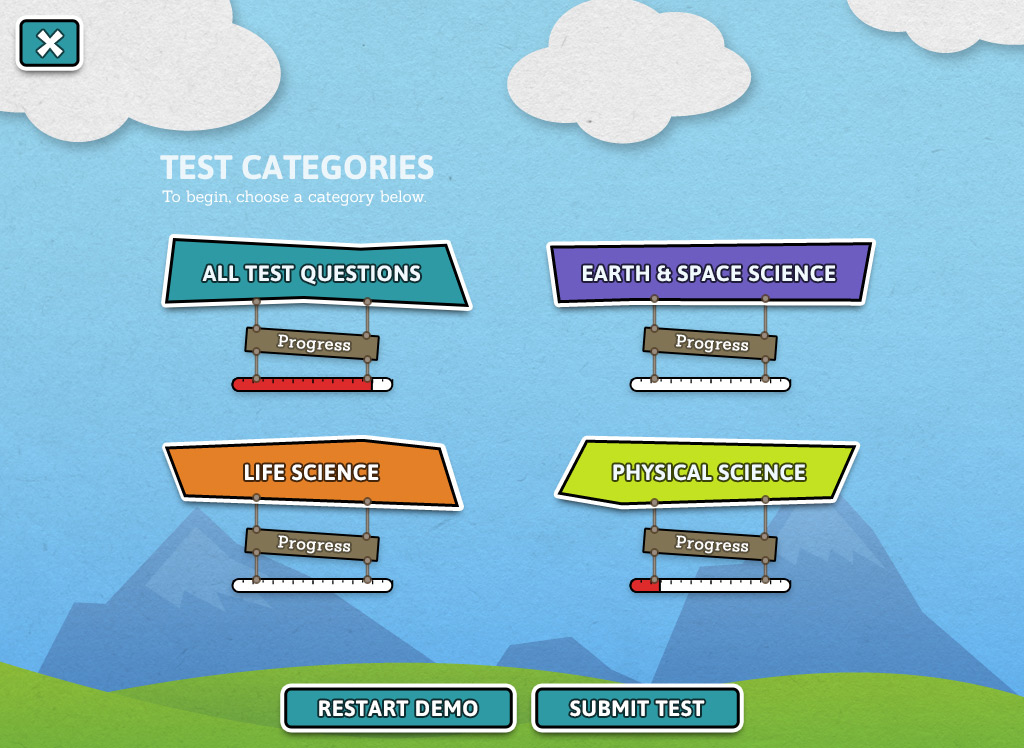 TEST CATEGORIES
To begin, choose a category below.
ALL TEST QUESTIONS
EARTH & SPACE SCIENCE
Progress
Progress
LIFE SCIENCE
PHYSICAL SCIENCE
Progress
Progress
RESTART DEMO
SUBMIT TEST